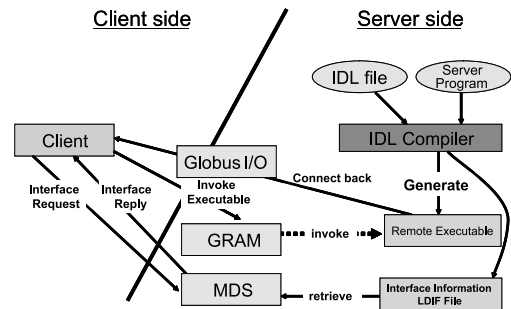 Client side
Server side
IDL file
Server
Program
Client
IDL Compiler
Globus I/O
Interface
Request
Interface
Reply
Invoke
Executable
Connect back
Generate
GRAM
invoke
Remote Executable
MDS
retrieve
Interface Information
LDIF File